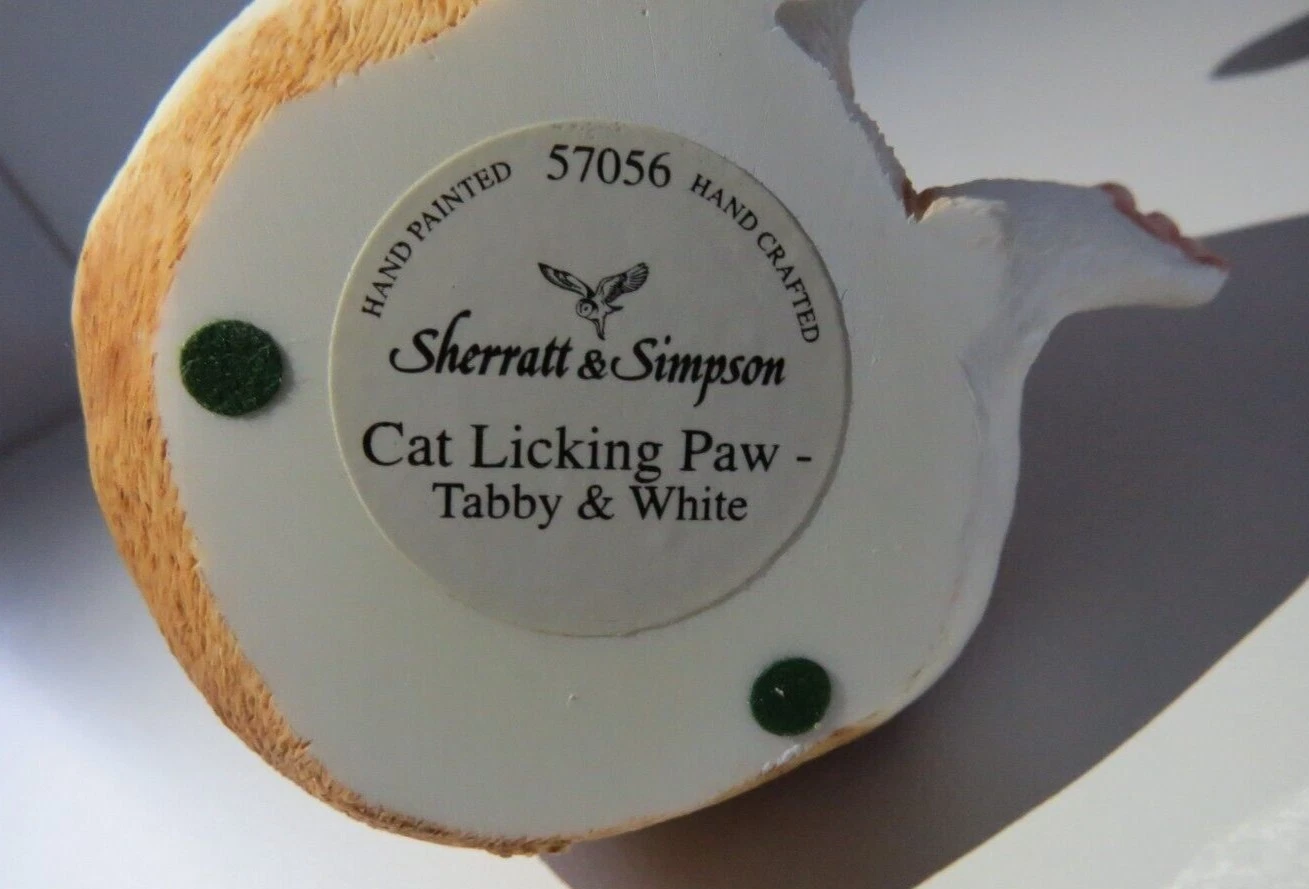 HAND PAINTED 57056 HAND CRAFTED
Sherratt & Simpson
Cat Licking Paw -
Tabby & White